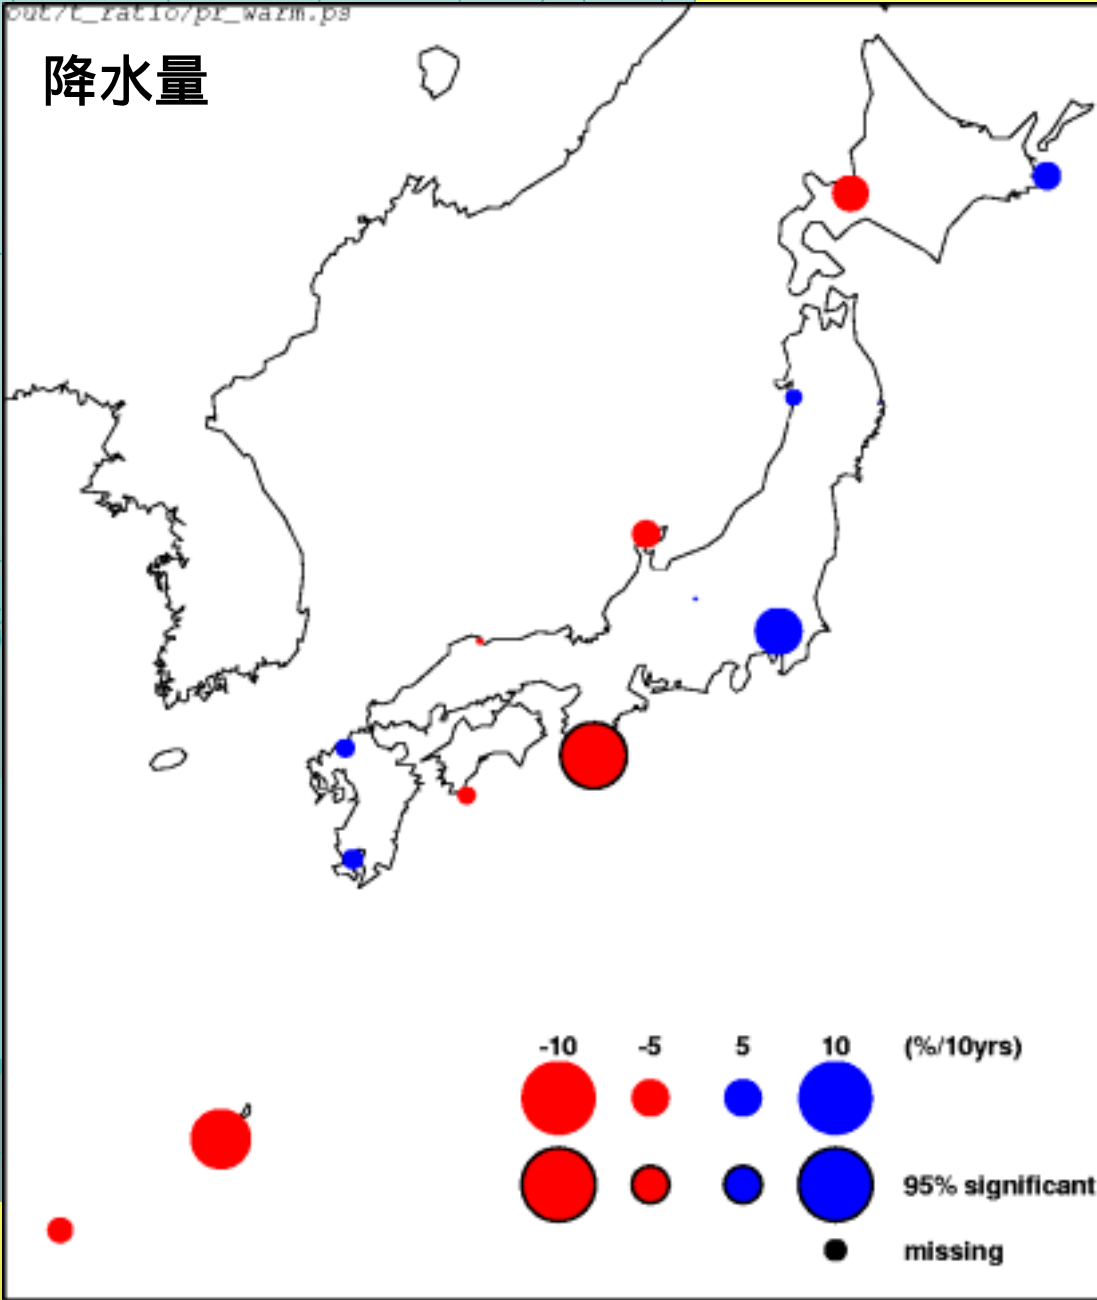 out/t_ratio/pr_warm.ps
降水量
-10 -5 5 10 (%/10yrs)
95% significant
missing